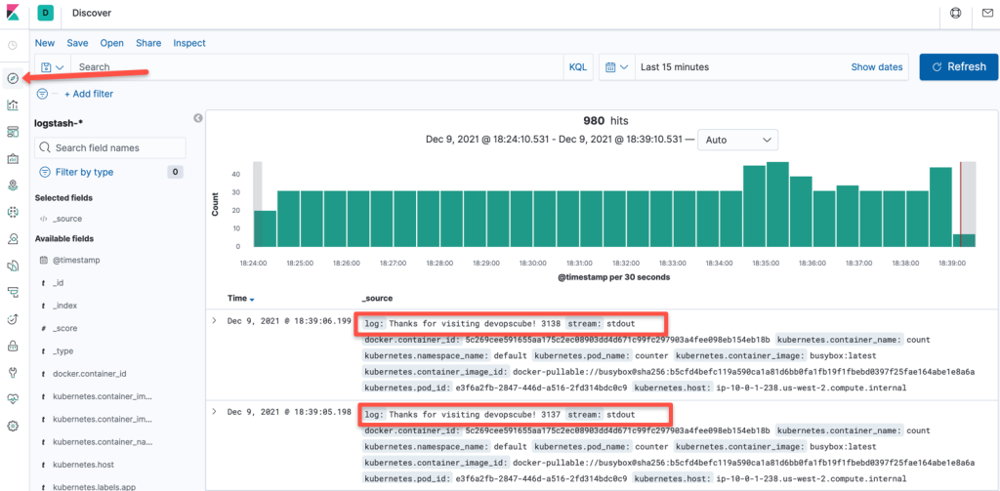 D Discover
New Save Open Share Inspect
Search KQL Last 15 minutes Show dates Refresh
+ Add filter
logstash-*
Search field names
Filter by type 0
Selected fields
</> _source
Available fields
@timestamp
t _id
t _index
# _score
t _type
t docker.container_id
t kubernetes.container_im...
t kubernetes.container_im...
t kubernetes.container_na...
t kubernetes.host
t kubernetes.labels.app
980 hits
Dec 9, 2021 @ 18:24:10.531 - Dec 9, 2021 @ 18:39:10.531 — Auto
Count
40
30
20
10
0
18:24:00 18:25:00 18:26:00 18:27:00 18:28:00 18:29:00 18:30:00 18:31:00 18:32:00 18:33:00 18:34:00 18:35:00 18:36:00 18:37:00 18:38:00 18:39:00
@timestamp per 30 seconds
Time _source
Dec 9, 2021 @ 18:39:06.199 log: Thanks for visiting devopscube! 3138 stream: stdout
docker.container_id: 5c269cee591655aa175c2ec08903dd4d671c99fc297903a4fee098eb154eb18b kubernetes.container_name: count
kubernetes.namespace_name: default kubernetes.pod_name: counter kubernetes.container_image: busybox:latest
kubernetes.container_image_id: docker-pullable://busybox@sha256:b5cfd4befc119a590ca1a81d6bb0fa1fb19f1fbebd0397f25fae164abe1e8a6a
kubernetes.pod_id: e3f6a2fb-2847-446d-a516-2fd314bdc0c9 kubernetes.host: ip-10-0-1-238.us-west-2.compute.internal
Dec 9, 2021 @ 18:39:05.198 log: Thanks for visiting devopscube! 3137 stream: stdout
docker.container_id: 5c269cee591655aa175c2ec08903dd4d671c99fc297903a4fee098eb154eb18b kubernetes.container_name: count
kubernetes.namespace_name: default kubernetes.pod_name: counter kubernetes.container_image: busybox:latest
kubernetes.container_image_id: docker-pullable://busybox@sha256:b5cfd4befc119a590ca1a81d6bb0fa1fb19f1fbebd0397f25fae164abe1e8a6a
kubernetes.pod_id: e3f6a2fb-2847-446d-a516-2fd314bdc0c9 kubernetes.host: ip-10-0-1-238.us-west-2.compute.internal